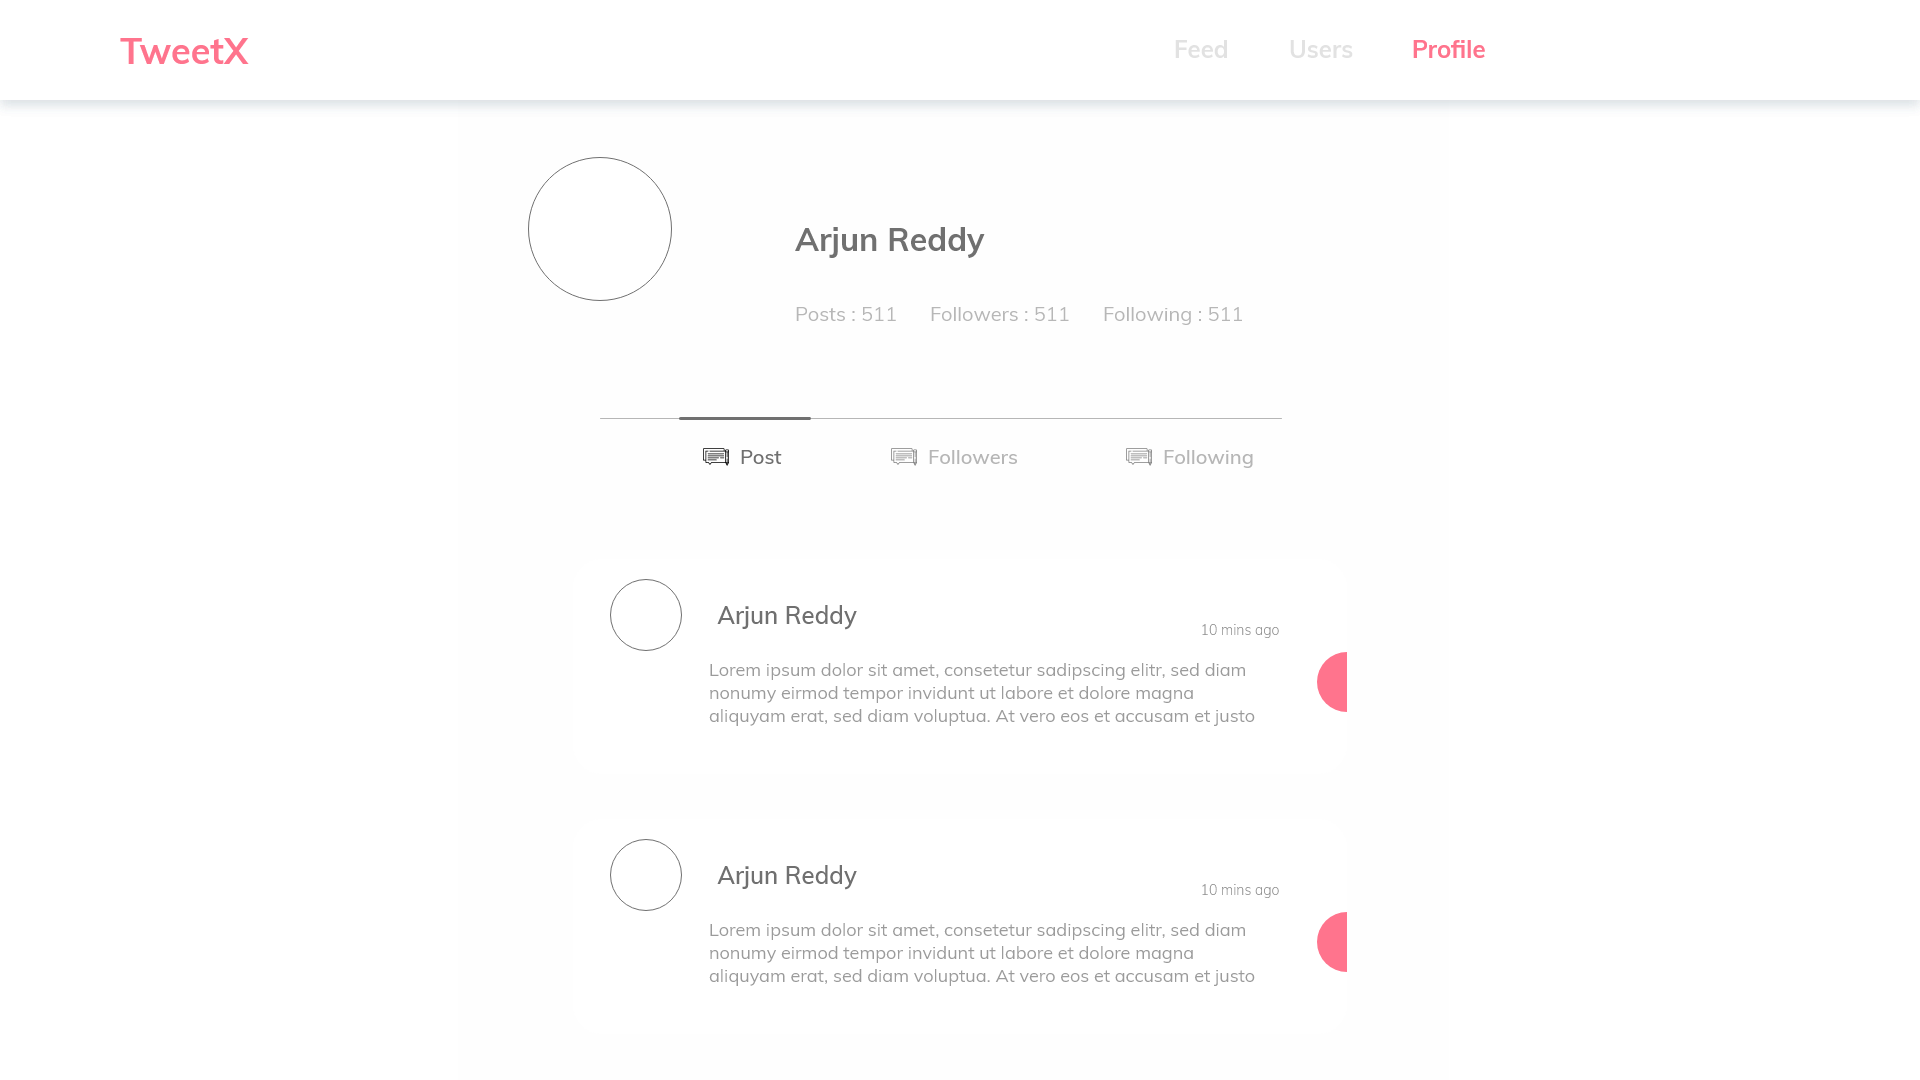 TweetX
Feed
Users
Profile
Arjun Reddy
Posts : 511
Followers : 511
Following : 511
Post
Followers
Following
Arjun Reddy
10 mins ago
Lorem ipsum dolor sit amet, consetetur sadipscing elitr, sed diam
nonumy eirmod tempor invidunt ut labore et dolore magna
aliquyam erat, sed diam voluptua. At vero eos et accusam et justo
Arjun Reddy
10 mins ago
Lorem ipsum dolor sit amet, consetetur sadipscing elitr, sed diam
nonumy eirmod tempor invidunt ut labore et dolore magna
aliquyam erat, sed diam voluptua. At vero eos et accusam et justo